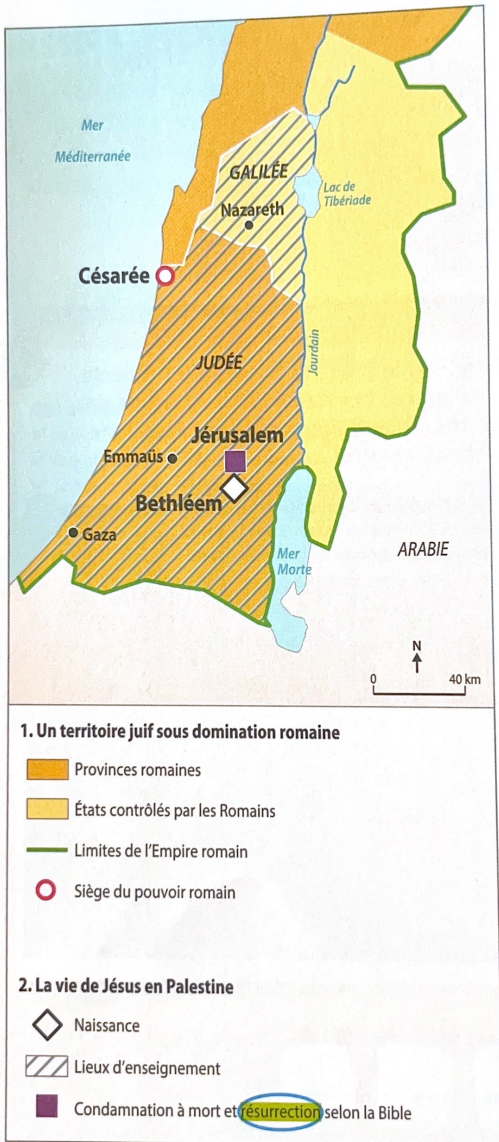 Mer
Méditerranée
GALILÉE
Nazareth
Lac de
Tibériade
Césarée
JUDÉE
Jourdain
Jérusalem
Emmaüs
Bethléem
Gaza
Mer
Morte
ARABIE
N
0 40 km
1. Un territoire juif sous domination romaine
Provinces romaines
États contrôlés par les Romains
Limites de l'Empire romain
Siège du pouvoir romain
2. La vie de Jésus en Palestine
Naissance
Lieux d'enseignement
Condamnation à mort et résurrection selon la Bible